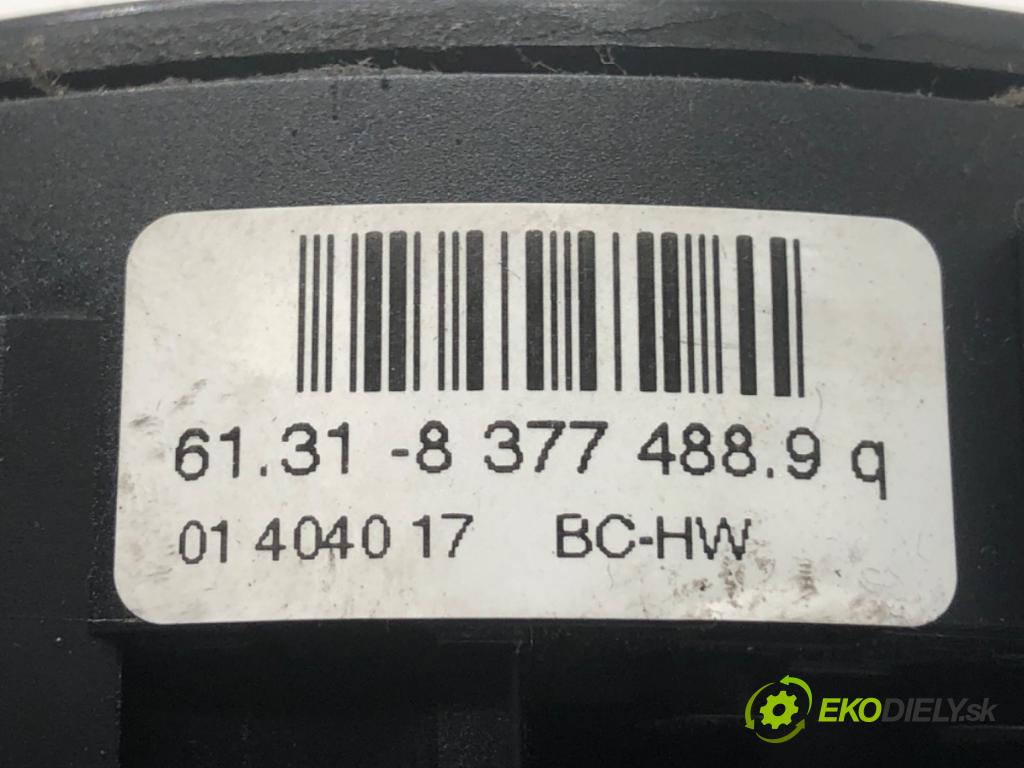 61.31 -8 377 488.9 q
01 4040 17 BC-HW
EKODIELY.sk